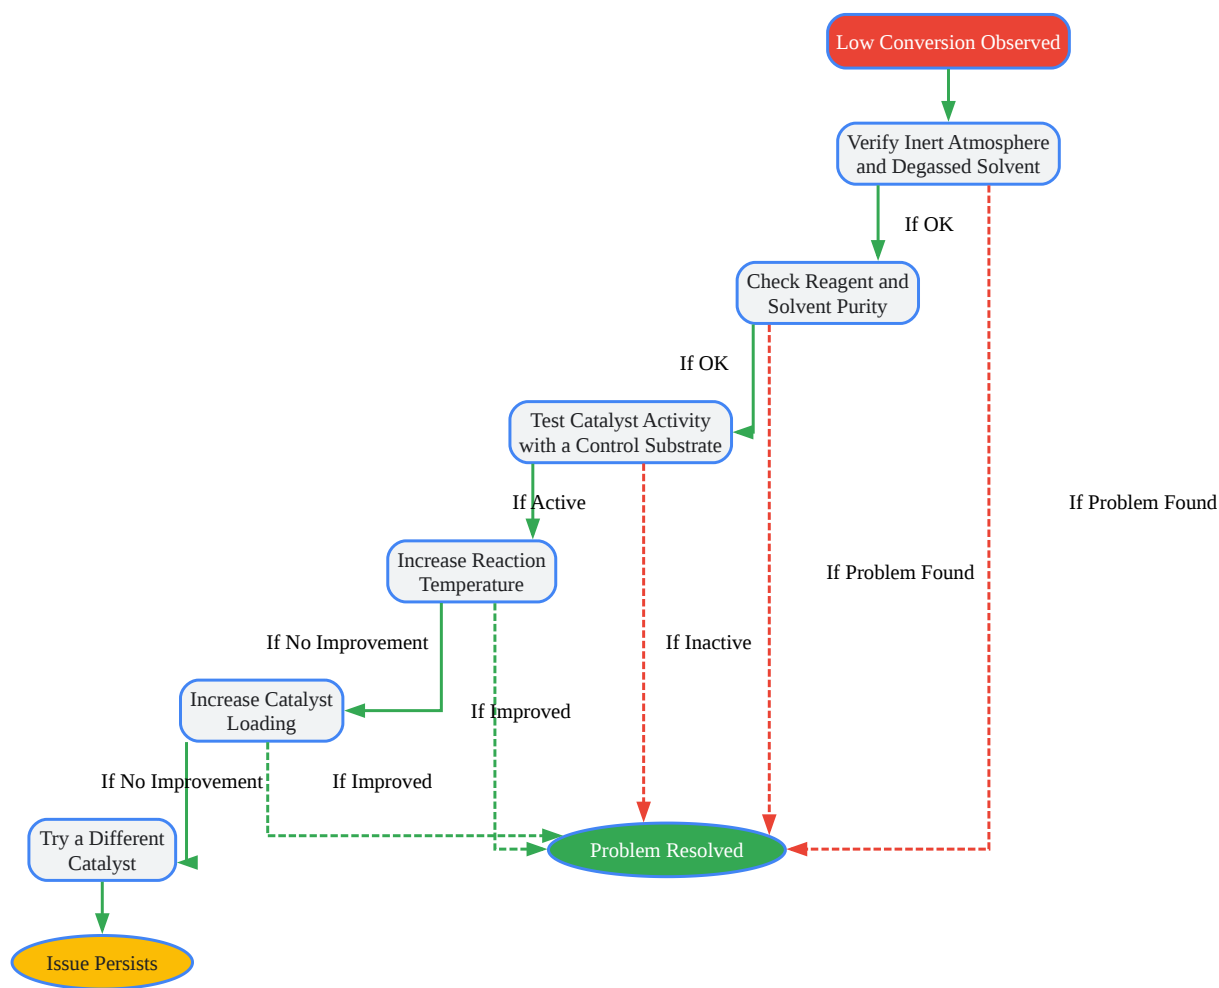 Low Conversion Observed
Verify Inert Atmosphere
and Degassed Solvent
If OK
Check Reagent and
Solvent Purity
If OK
Test Catalyst Activity
with a Control Substrate
If Active
If Problem Found
Increase Reaction
Temperature
If Problem Found
If No Improvement
If Inactive
Increase Catalyst
Loading
If Improved
If No Improvement
If Improved
Try a Different
Catalyst
Problem Resolved
Issue Persists